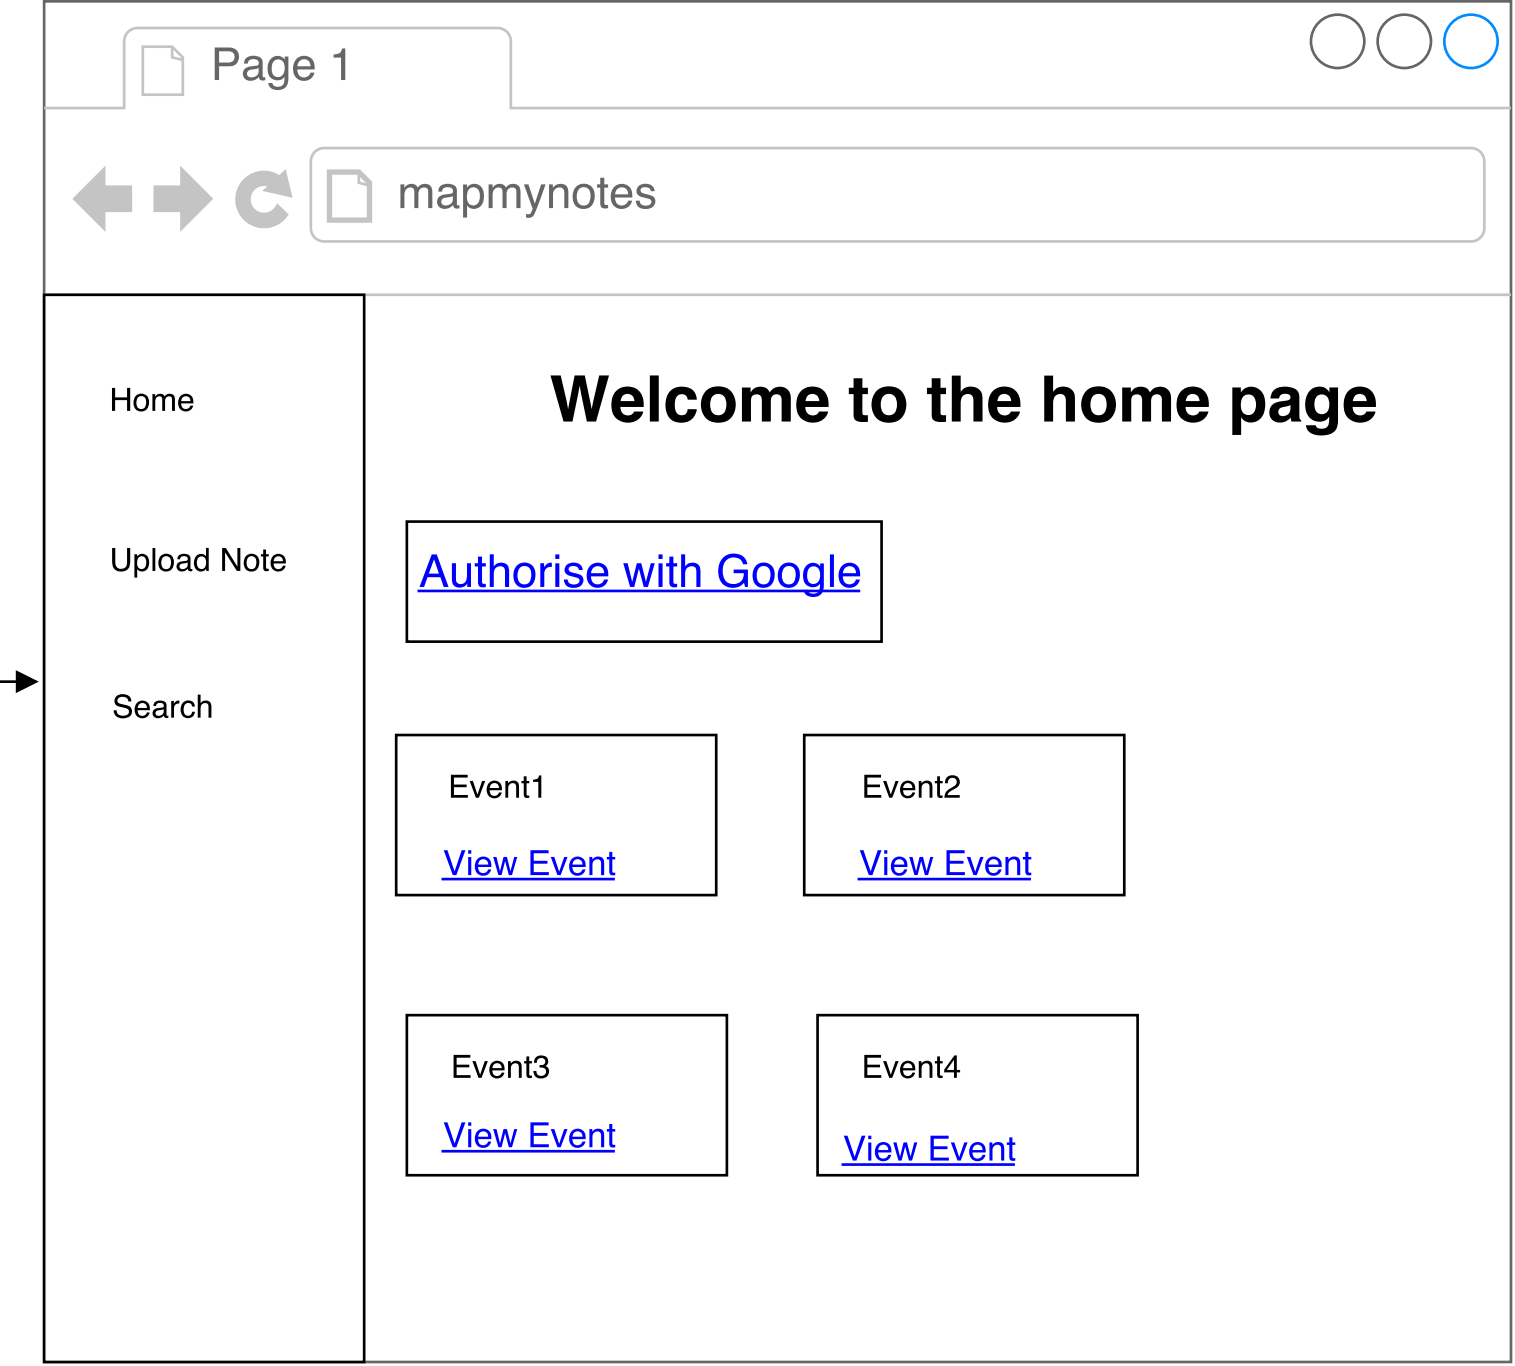 Page 1
mapmynotes
Home
Upload Note
Search
Welcome to the home page
Authorise with Google
Event1
View Event
Event2
View Event
Event3
View Event
Event4
View Event